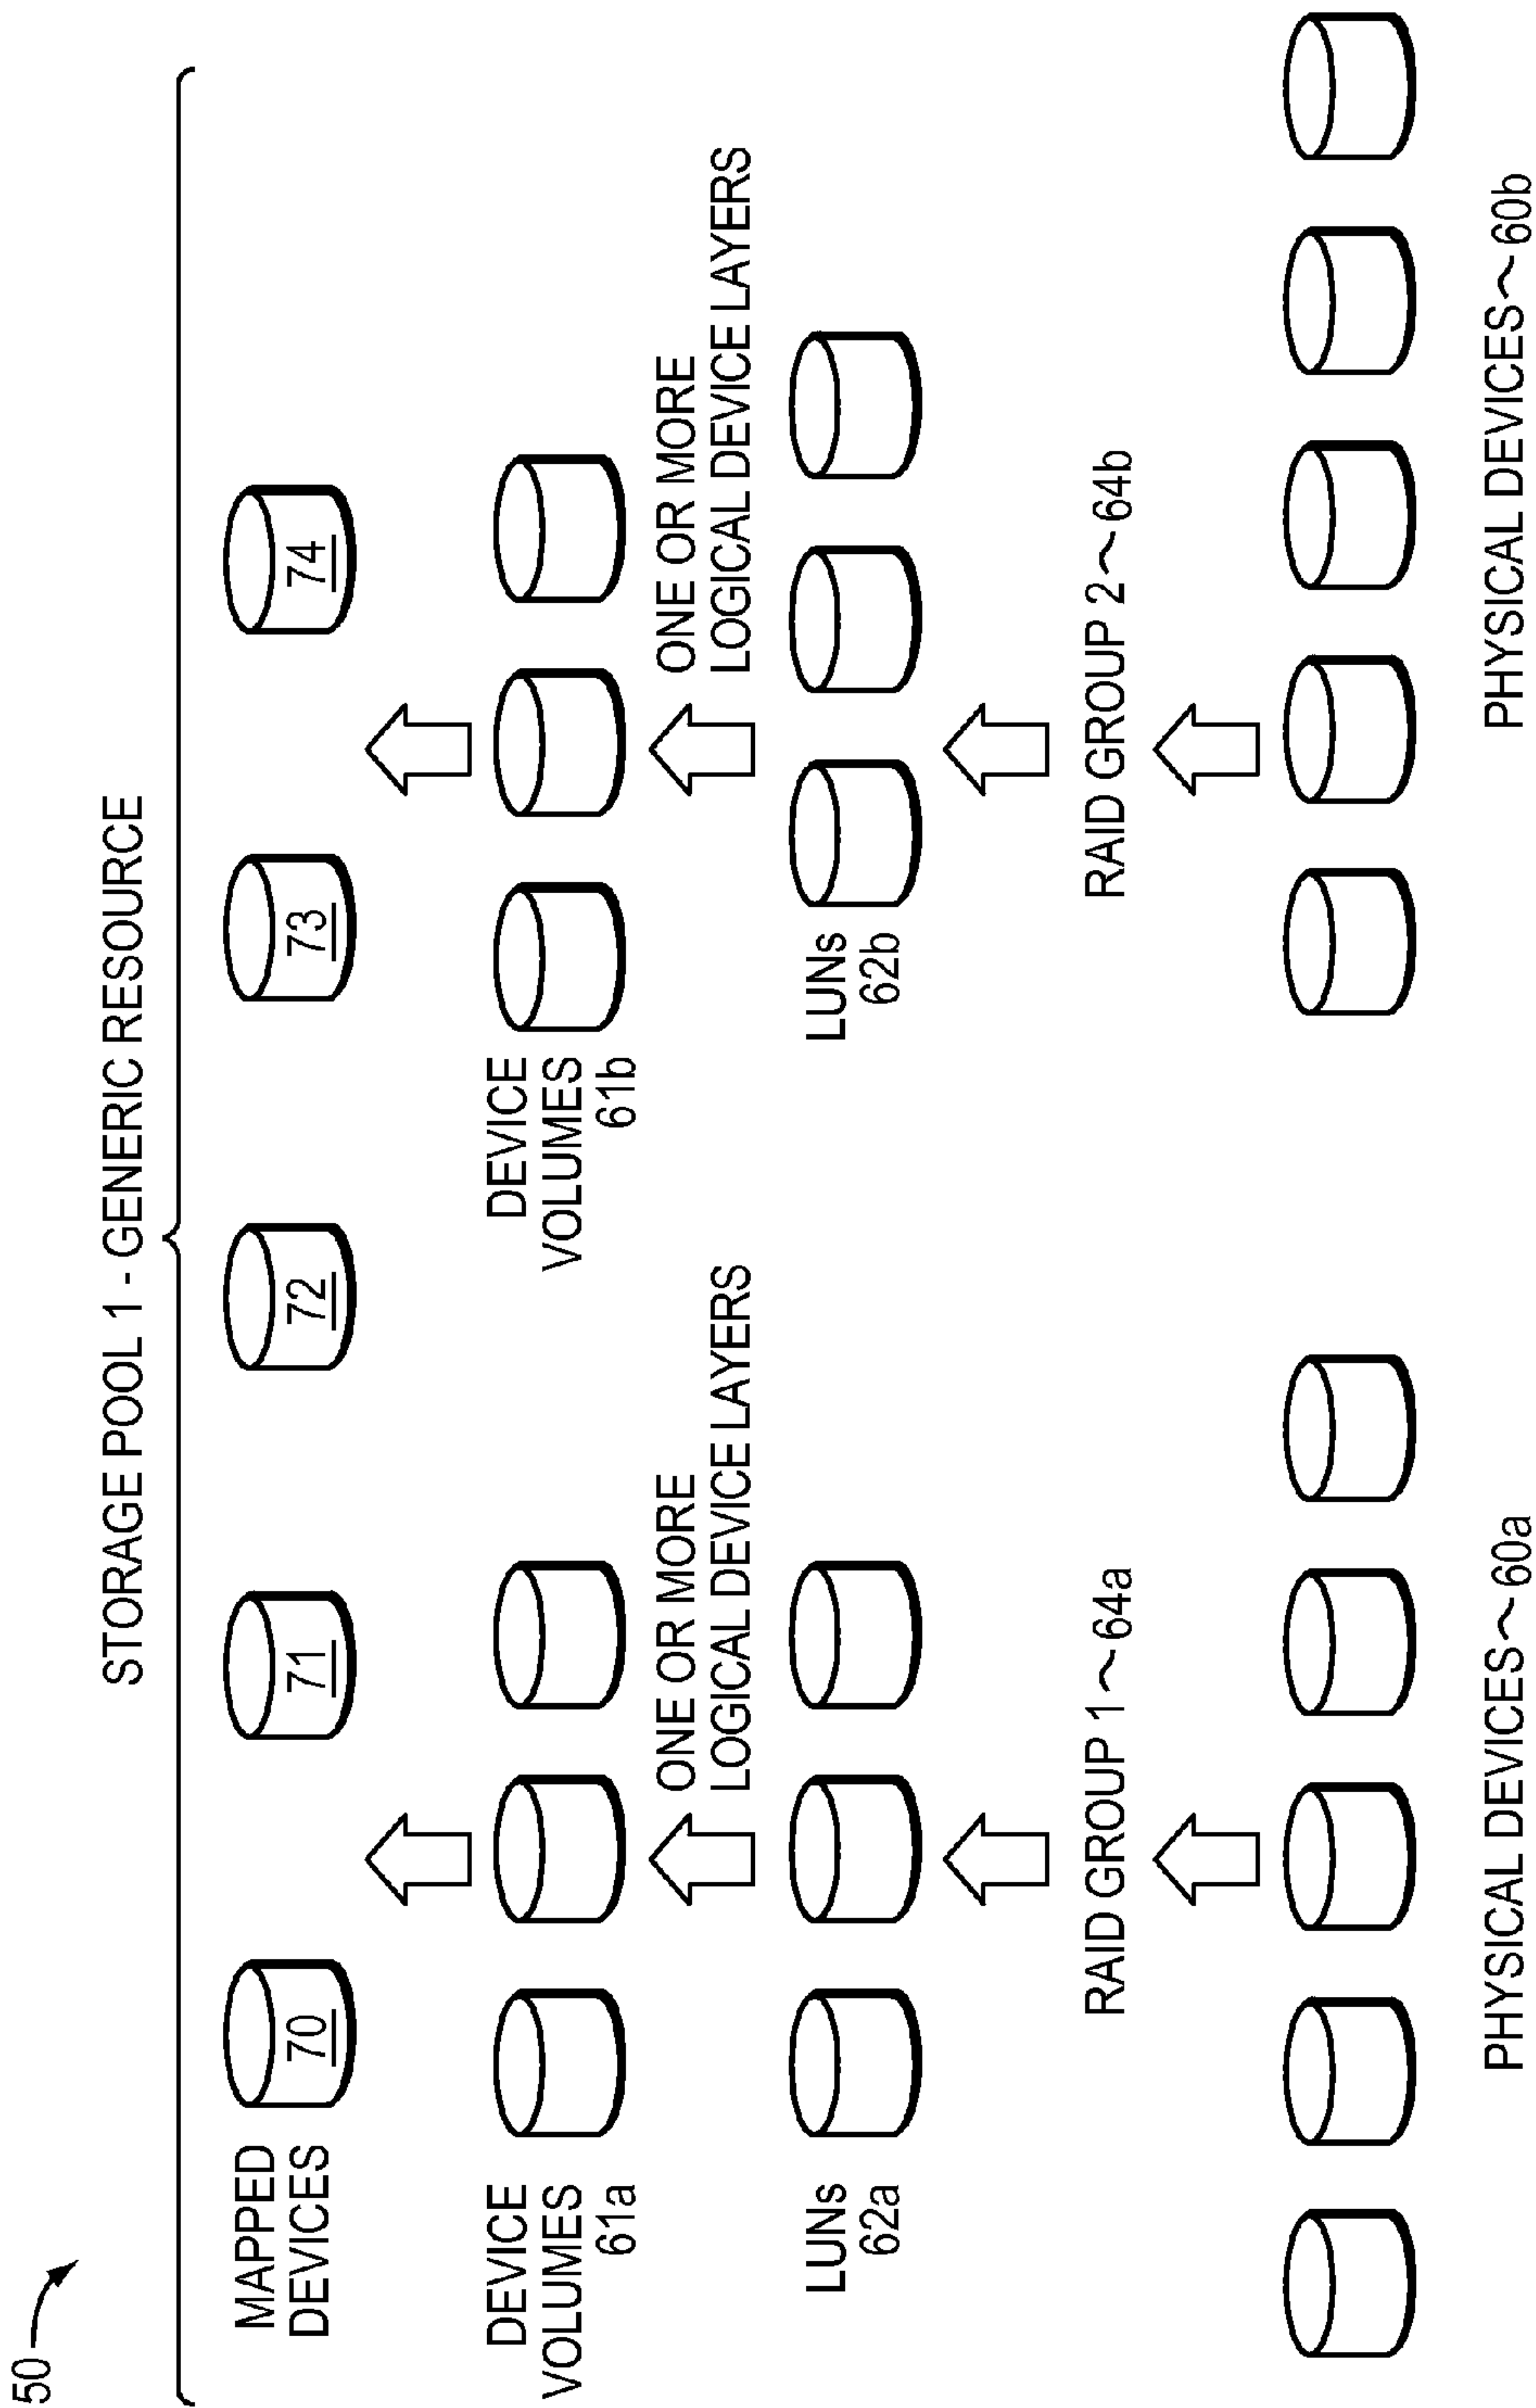 50
STORAGE POOL 1 - GENERIC RESOURCE
MAPPED
DEVICES
70
71
72
73
74
DEVICE
VOLUMES
61a
DEVICE
VOLUMES
61b
ONE OR MORE
LOGICAL DEVICE LAYERS
ONE OR MORE
LOGICAL DEVICE LAYERS
LUNs
62a
LUNs
62b
RAID GROUP 1~64a
RAID GROUP 2~64b
PHYSICAL DEVICES~60a
PHYSICAL DEVICES~60b